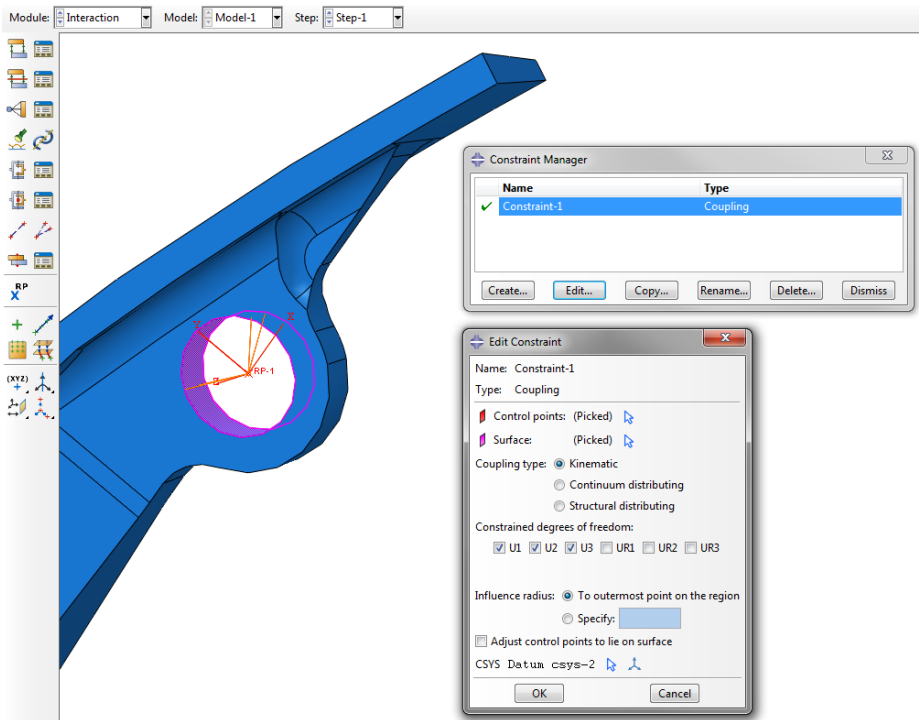 Module: Interaction Model: Model-1 Step: Step-1
RP
X
(XYZ)
Y X
Z RP-1
Constraint Manager
Name Type
Constraint-1 Coupling
Create... Edit... Copy... Rename... Delete... Dismiss
Edit Constraint
Name: Constraint-1
Type: Coupling
Control points: (Picked)
Surface: (Picked)
Coupling type: Kinematic
Continuum distributing
Structural distributing
Constrained degrees of freedom:
U1 U2 U3 UR1 UR2 UR3
Influence radius: To outermost point on the region
Specify:
Adjust control points to lie on surface
CSYS Datum csys-2
OK Cancel